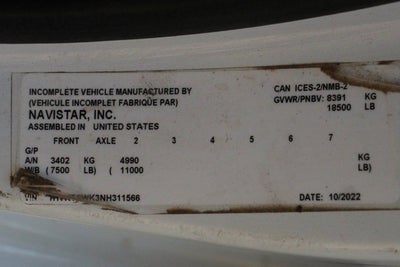 INCOMPLETE VEHICLE MANUFACTURED BY
(VEHICULE INCOMPLET FABRIQUE PAR)
NAVISTAR, INC.
ASSEMBLED IN UNITED STATES
CAN ICES-2/NMB-2
GVWR/PNBV: 8391 KG
18500 LB
FRONT AXLE 2 3 4 5 6 7
G/P
A/N 3402 KG 4990 KG
W/B ( 7500 LB) ( 11000 LB)
VIN DATE: 10/2022